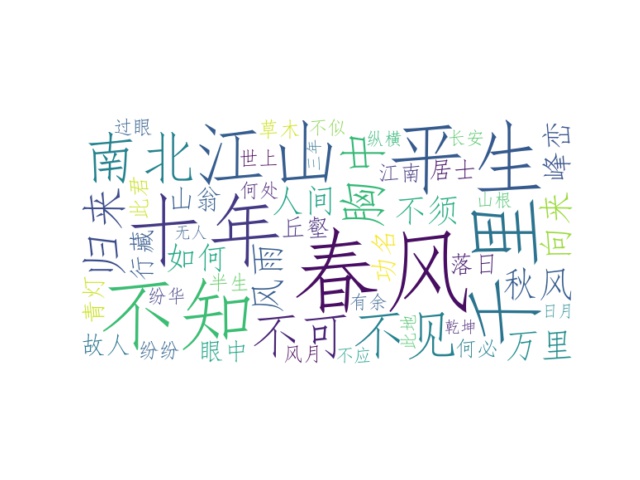 过眼
草木
不似
纵横
长安
南北
江山
平生
峰峦
世上
三年
胸中
江南
居士
归来
此君
山翁
何处
人间
不须
山根
向来
十年
千里
行藏
无人
丘壑
如何
风雨
春风
功名
落日
秋风
青灯
不知
纷华
半生
有余
此地
乾坤
日月
故人
纷纷
眼中
不可
风月
不应
不见
何必
万里